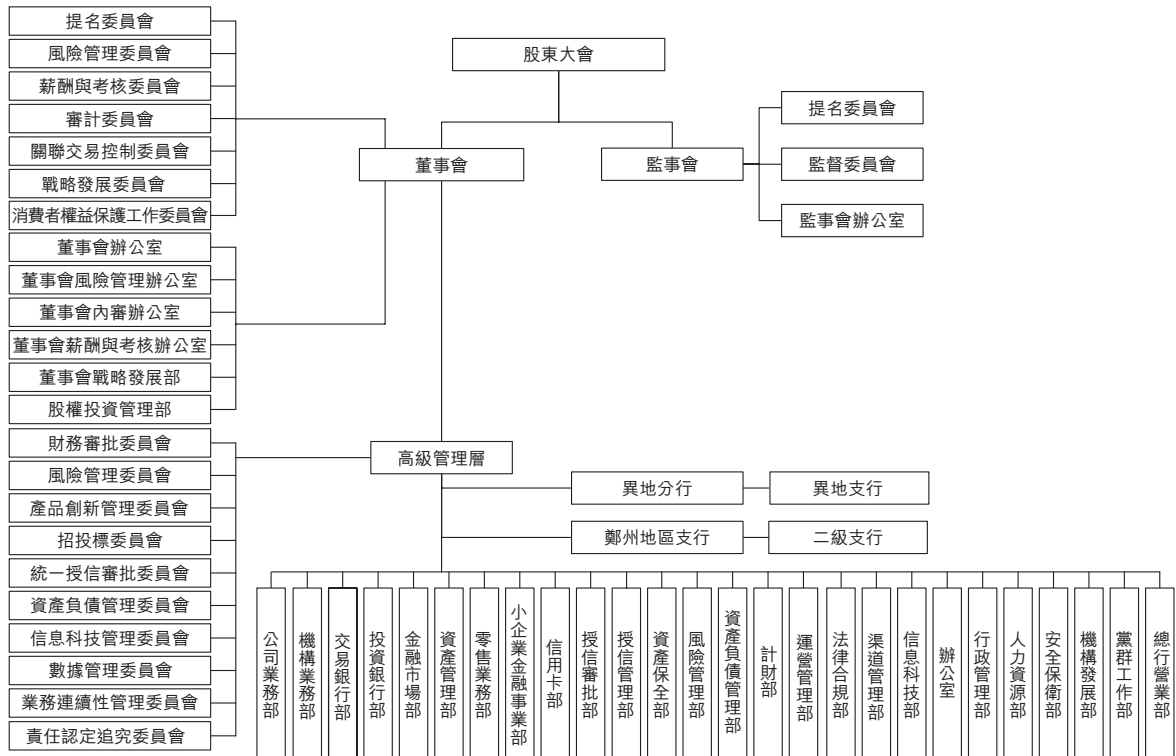 提名委員會
風險管理委員會
薪酬與考核委員會
審計委員會
關聯交易控制委員會
戰略發展委員會
消費者權益保護工作委員會
董事會辦公室
董事會風險管理辦公室
董事會內審辦公室
董事會薪酬與考核辦公室
董事會戰略發展部
股權投資管理部
財務審批委員會
風險管理委員會
產品創新管理委員會
招投標委員會
統一授信審批委員會
資產負債管理委員會
信息科技管理委員會
數據管理委員會
業務連續性管理委員會
責任認定追究委員會
股東大會
董事會
監事會
提名委員會
監督委員會
監事會辦公室
高級管理層
異地分行
異地支行
鄭州地區支行
二級支行
公司業務部
機構業務部
交易銀行部
投資銀行部
金融市場部
資產管理部
零售業務部
小企業金融事業部
信用卡部
授信審批部
授信管理部
資產保全部
風險管理部
資產負債管理部
計財部
運營管理部
法律合規部
渠道管理部
信息科技部
辦公室
行政管理部
人力資源部
安全保衛部
機構發展部
黨群工作部
總行營業部